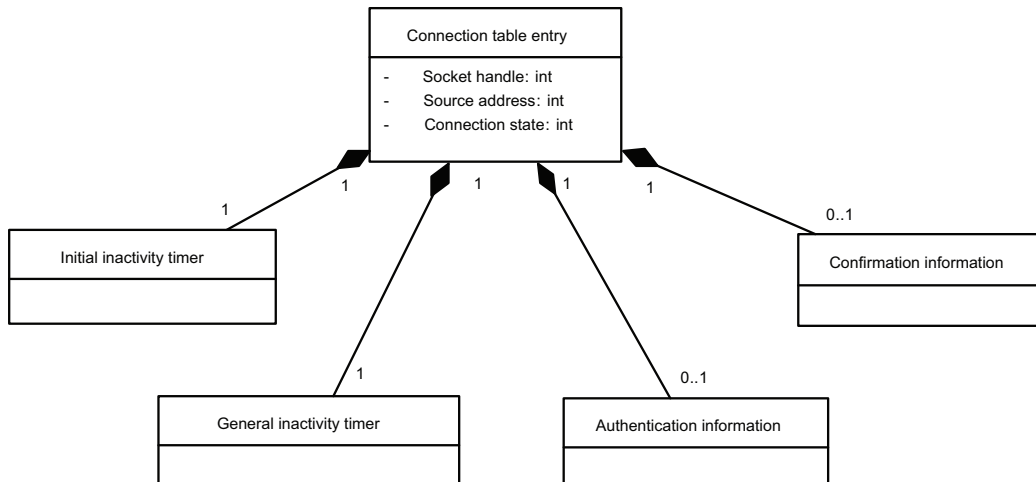 Connection table entry
- Socket handle: int
- Source address: int
- Connection state: int
1
1
1
1
1
0..1
Initial inactivity timer
Confirmation information
1
0..1
General inactivity timer
Authentication information